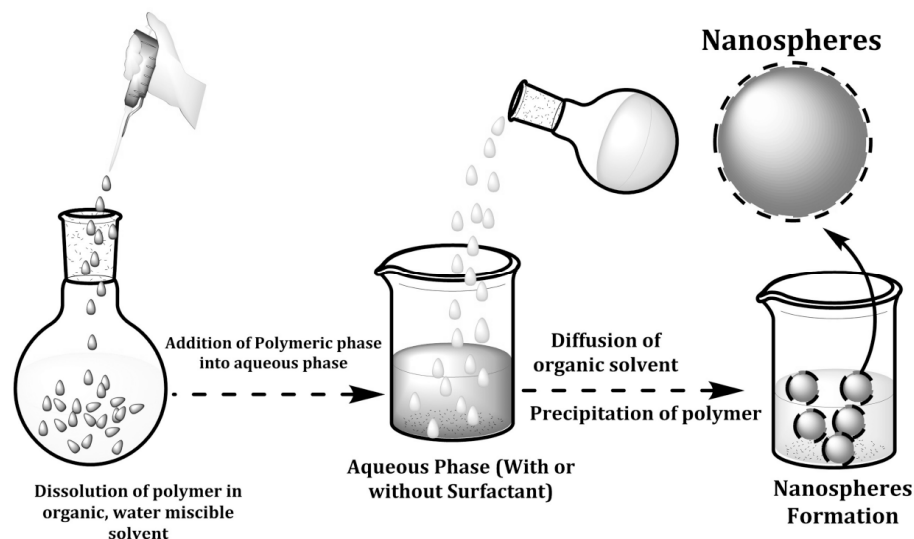 Nanospheres
Addition of Polymeric phase
into aqueous phase
Diffusion of
organic solvent
Precipitation of polymer
Dissolution of polymer in
organic, water miscible
solvent
Aqueous Phase (With or
without Surfactant)
Nanospheres
Formation